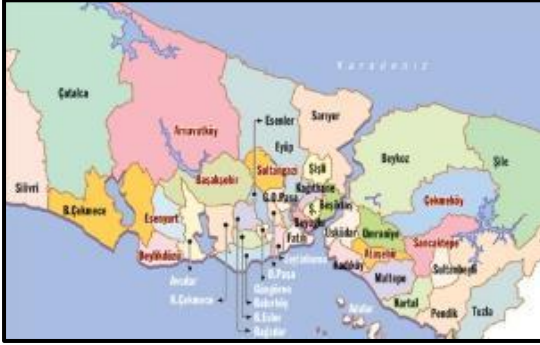 Karadeniz
Çatalca
Arnavutköy
Esenler
Sarıyer
Eyüp
Beykoz
Şile
Silivri
B.Çekmece
Başakşehir
Sultangazi
Şişli
Kağıthane
G.O.Paşa
Beşiktaş
Ş.
Beyoğlu
Çekmeköy
Esenyurt
Fatih
Üsküdar
Ümraniye
Sancaktepe
Beylikdüzü
Zeytinburnu
Kadıköy
Ataşehir
Sultanbeyli
Avcılar
B.Paşa
Maltepe
K.Çekmece
Güngören
Bakırköy
B.Evler
Bağcılar
Adalar
Kartal
Pendik
Tuzla